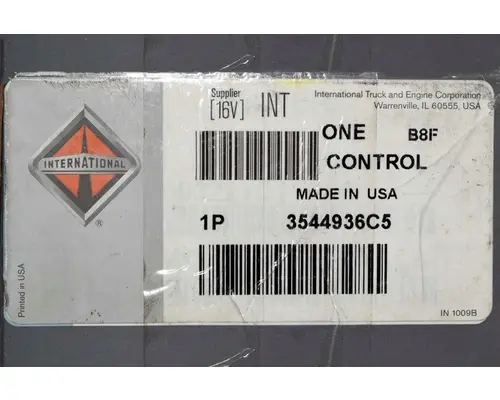 Supplier
[16V] INT
International Truck and Engine Corporation
Warrenville, IL 60555, USA
ONE B8F
CONTROL
INTERNATIONAL
®
MADE IN USA
1P 3544936C5
Printed in USA
IN 1009B